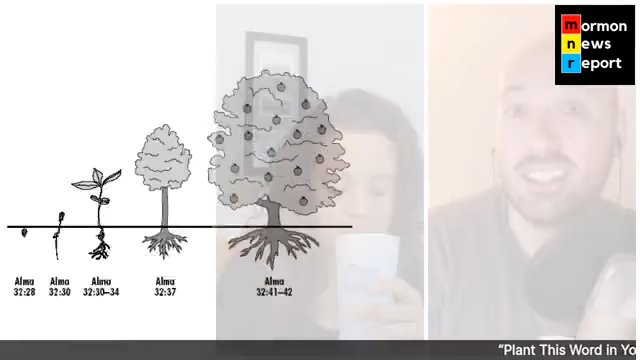 mormon
news
report
Alma
32:28
Alma
32:30
Alma
32:30–34
Alma
32:37
Alma
32:41–42
“Plant This Word in Yo